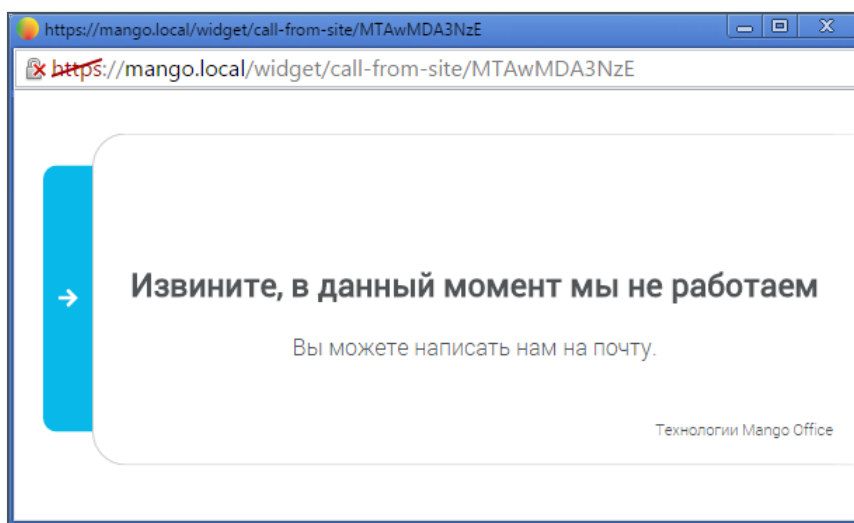 https://mango.local/widget/call-from-site/MTAwMDA3NzE
https://mango.local/widget/call-from-site/MTAwMDA3NzE
Извините, в данный момент мы не работаем
Вы можете написать нам на почту.
Технологии Mango Office